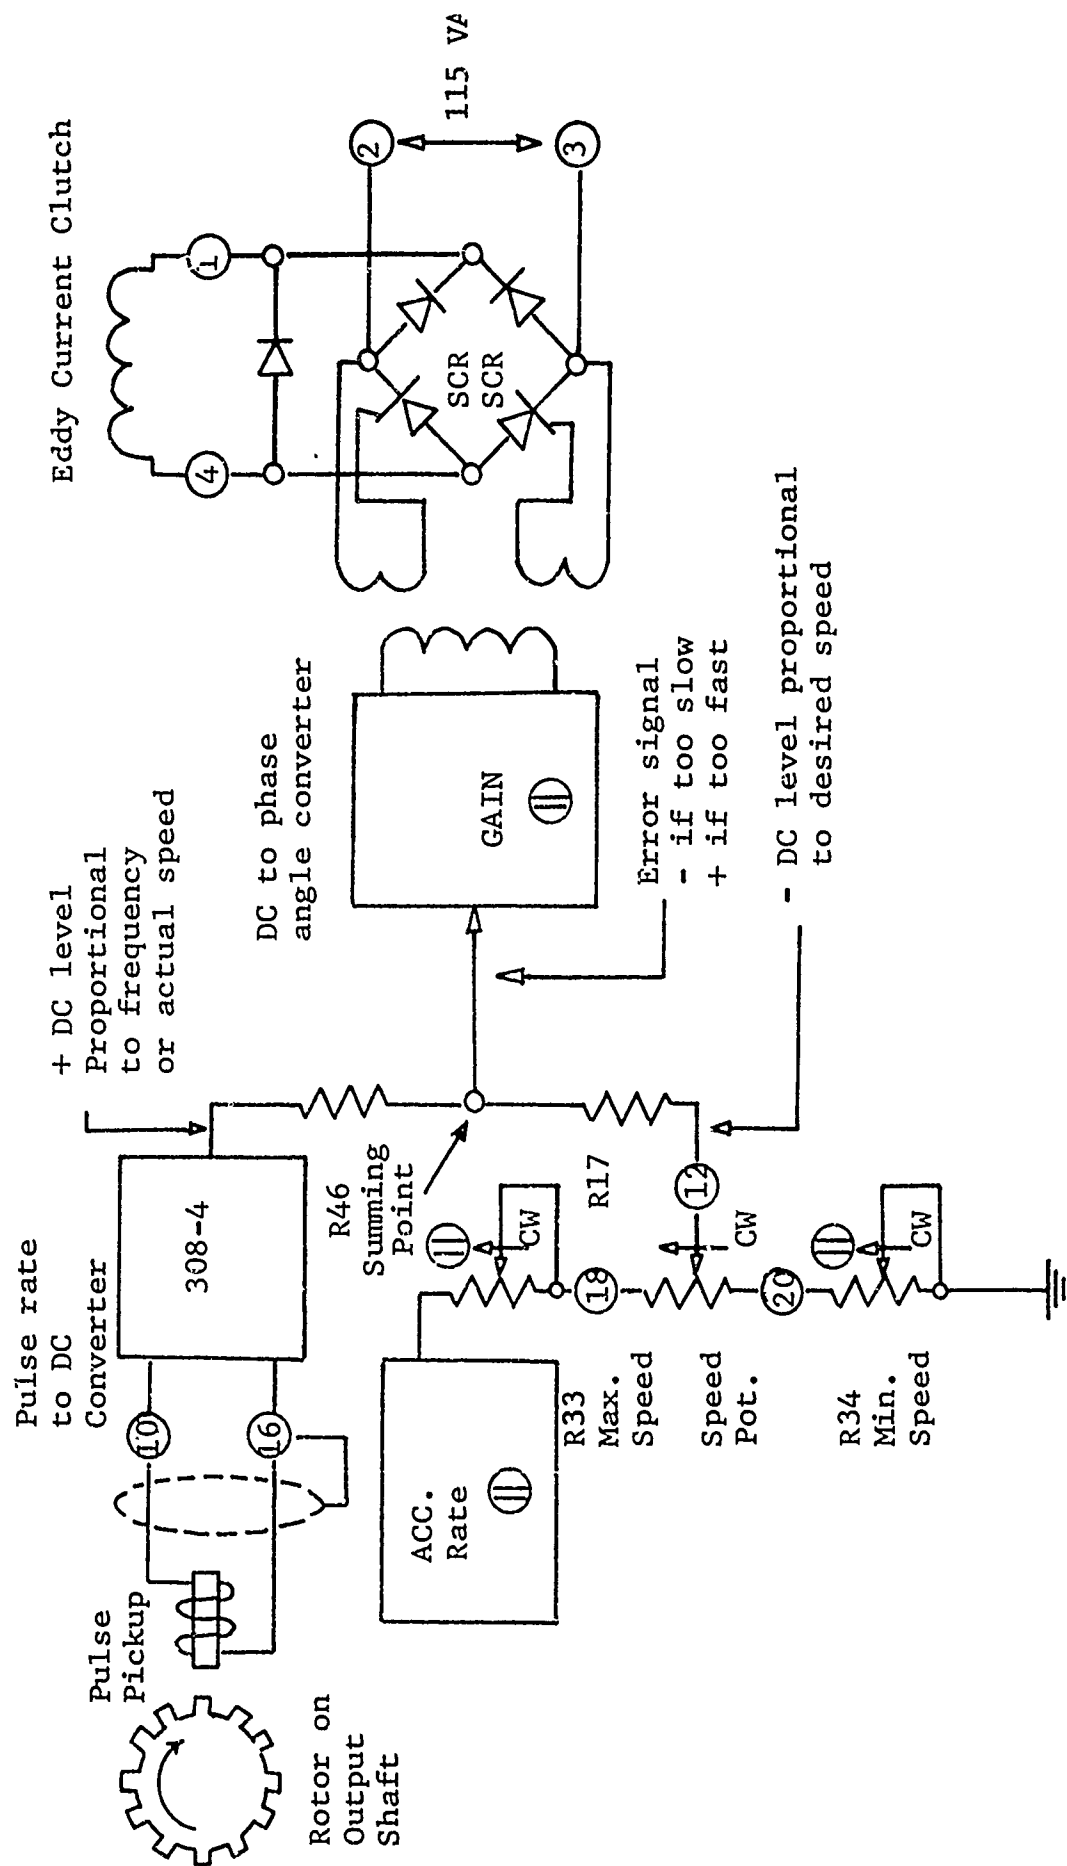 Rotor on
Output
Shaft
Pulse
Pickup
Pulse rate
to DC
Converter
10
16
308-4
+ DC level
Proportional
to frequency
or actual speed
ACC.
Rate
R46
Summing
Point
R33
Max.
Speed
CW
18
Speed
Pot.
CW
12
R17
20
R34
Min.
Speed
CW
DC to phase
angle converter
GAIN
Error signal
- if too slow
+ if too fast
- DC level proportional
to desired speed
Eddy Current Clutch
4
1
SCR
SCR
2
3
115 VA